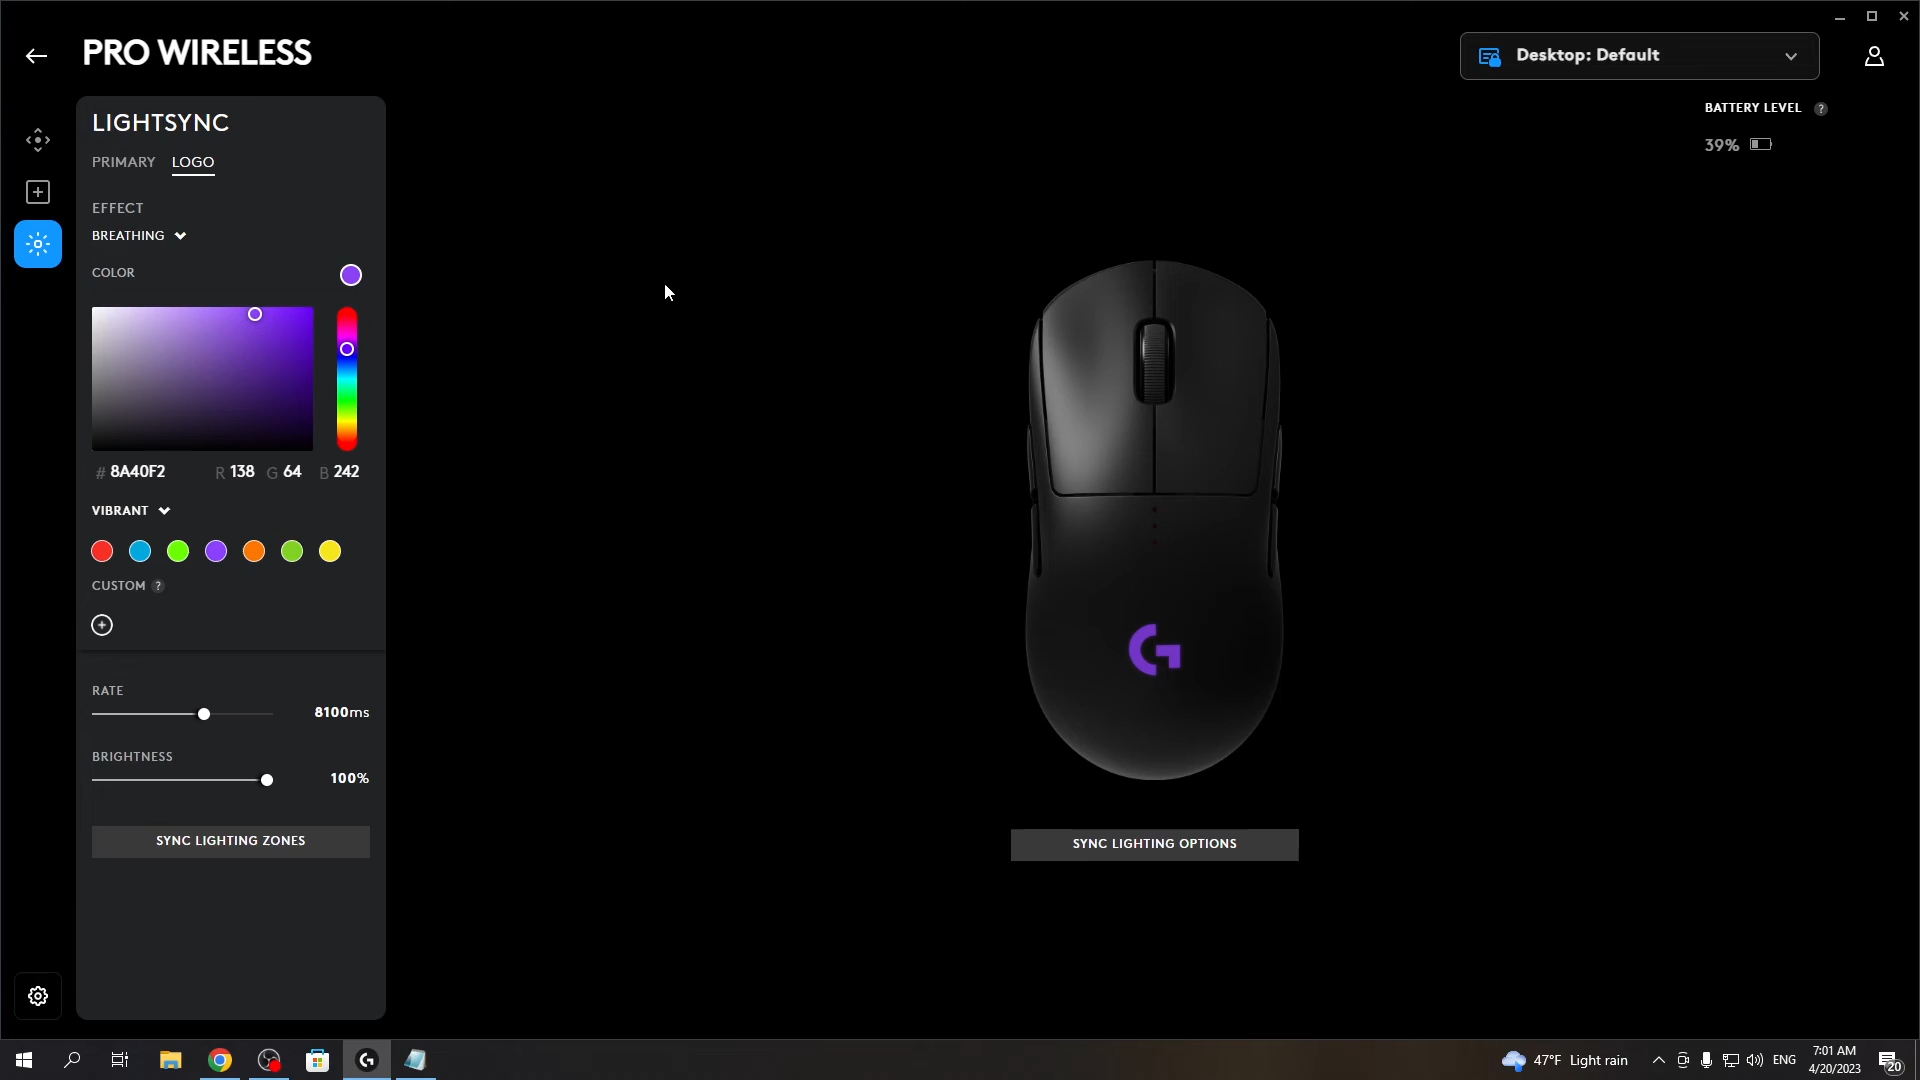 PRO WIRELESS
Desktop: Default
BATTERY LEVEL ?
39%
LIGHTSYNC
PRIMARY LOGO
EFFECT
BREATHING
COLOR
# 8A40F2 R 138 G 64 B 242
VIBRANT
CUSTOM ?
RATE
8100ms
BRIGHTNESS
100%
SYNC LIGHTING ZONES
SYNC LIGHTING OPTIONS
47°F Light rain
ENG
7:01 AM
4/20/2023
20